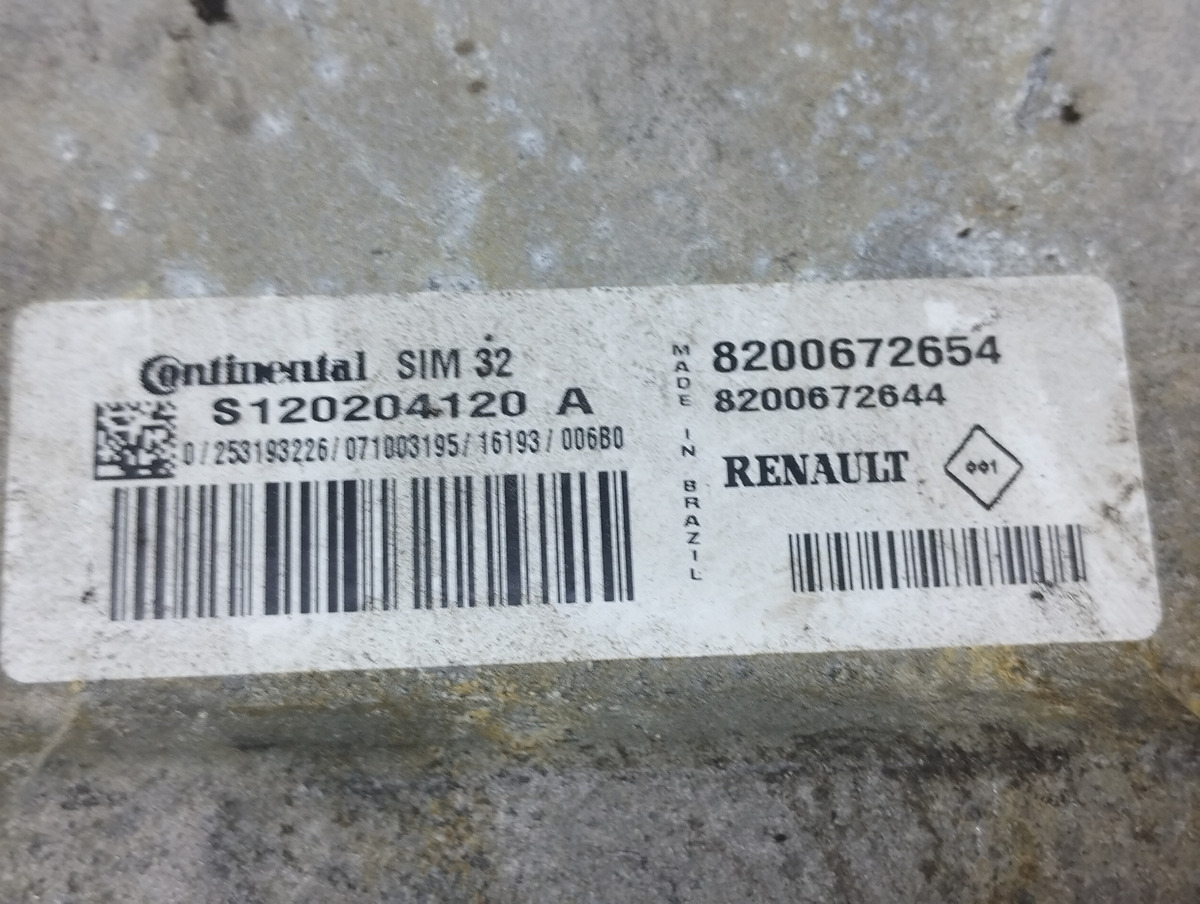 Continental SIM 32
S120204120 A
0/253193226/071003195/16193/006B0
MADE IN BRAZIL
8200672654
8200672644
RENAULT
001